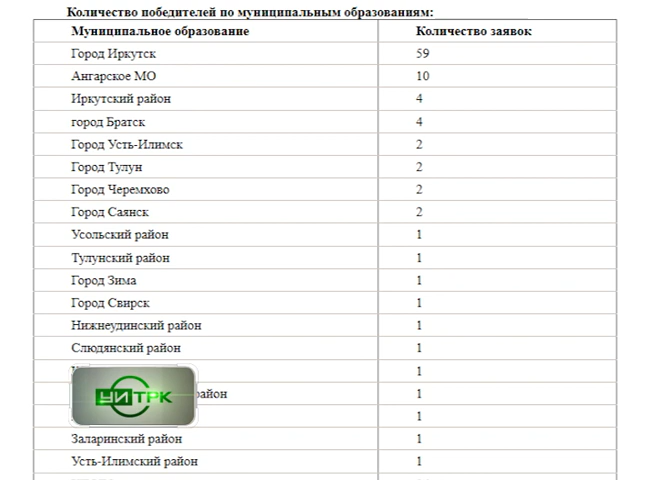 Количество победителей по муниципальным образованиям:
Муниципальное образование Количество заявок
Город Иркутск 59
Ангарское МО 10
Иркутский район 4
город Братск 4
Город Усть-Илимск 2
Город Тулун 2
Город Черемхово 2
Город Саянск 2
Усольский район 1
Тулунский район 1
Город Зима 1
Город Свирск 1
Нижнеудинский район 1
Слюдянский район 1
1
район 1
УИТРК
1
Заларинский район 1
Усть-Илимский район 1